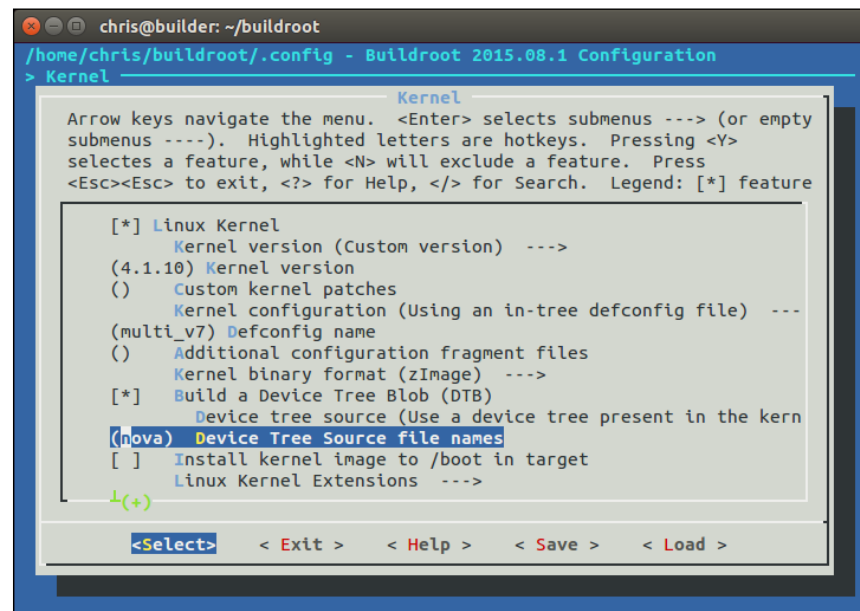 chris@builder: ~/buildroot
/home/chris/buildroot/.config - Buildroot 2015.08.1 Configuration
> Kernel
Kernel
Arrow keys navigate the menu.  <Enter> selects submenus ---> (or empty
submenus ----).  Highlighted letters are hotkeys.  Pressing <Y>
selectes a feature, while <N> will exclude a feature.  Press
<Esc><Esc> to exit, <?> for Help, </> for Search.  Legend: [*] feature
[*] Linux Kernel
Kernel version (Custom version)  --->
(4.1.10) Kernel version
()    Custom kernel patches
Kernel configuration (Using an in-tree defconfig file)  ---
(multi_v7) Defconfig name
()    Additional configuration fragment files
Kernel binary format (zImage)  --->
[*]   Build a Device Tree Blob (DTB)
Device tree source (Use a device tree present in the kern
(nova)  Device Tree Source file names
[ ]   Install kernel image to /boot in target
Linux Kernel Extensions  --->
┴(+)
<Select>    < Exit >    < Help >    < Save >    < Load >